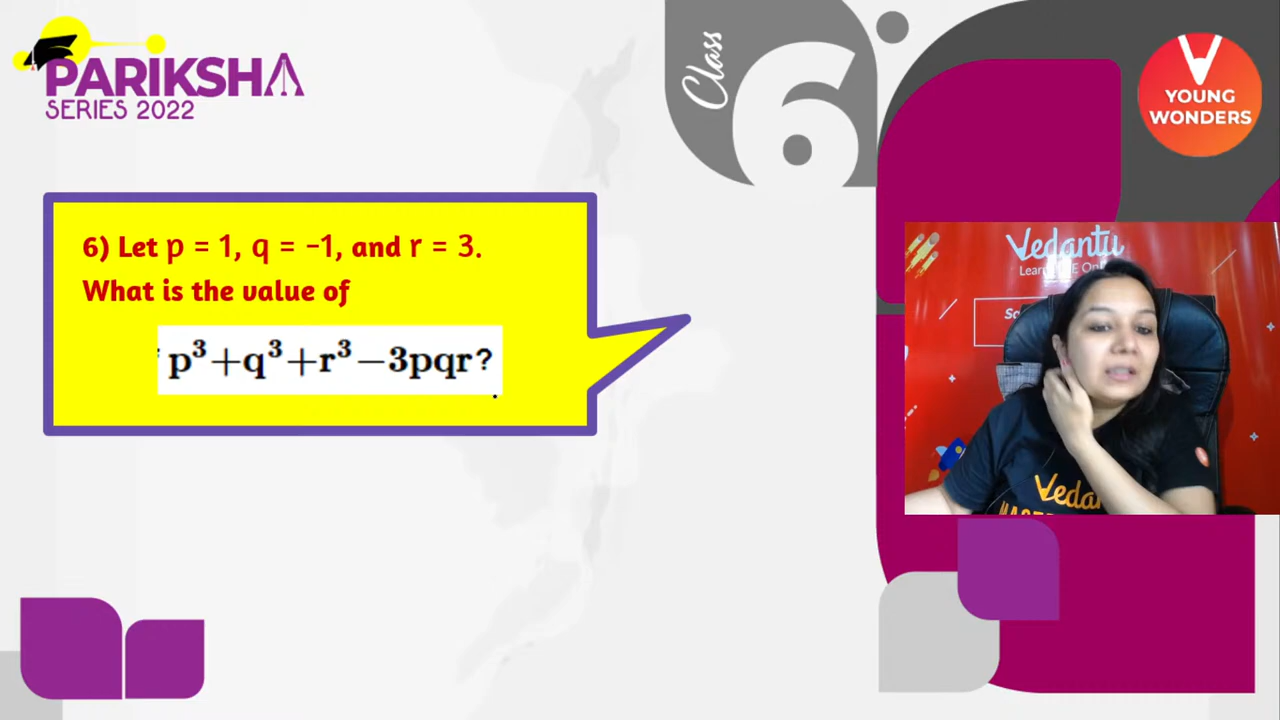 PARIKSHA
SERIES 2022
Class
6
YOUNG
WONDERS
6) Let p = 1, q = -1, and r = 3.
What is the value of
p³+q³+r³−3pqr?
Vedantu
Vedan